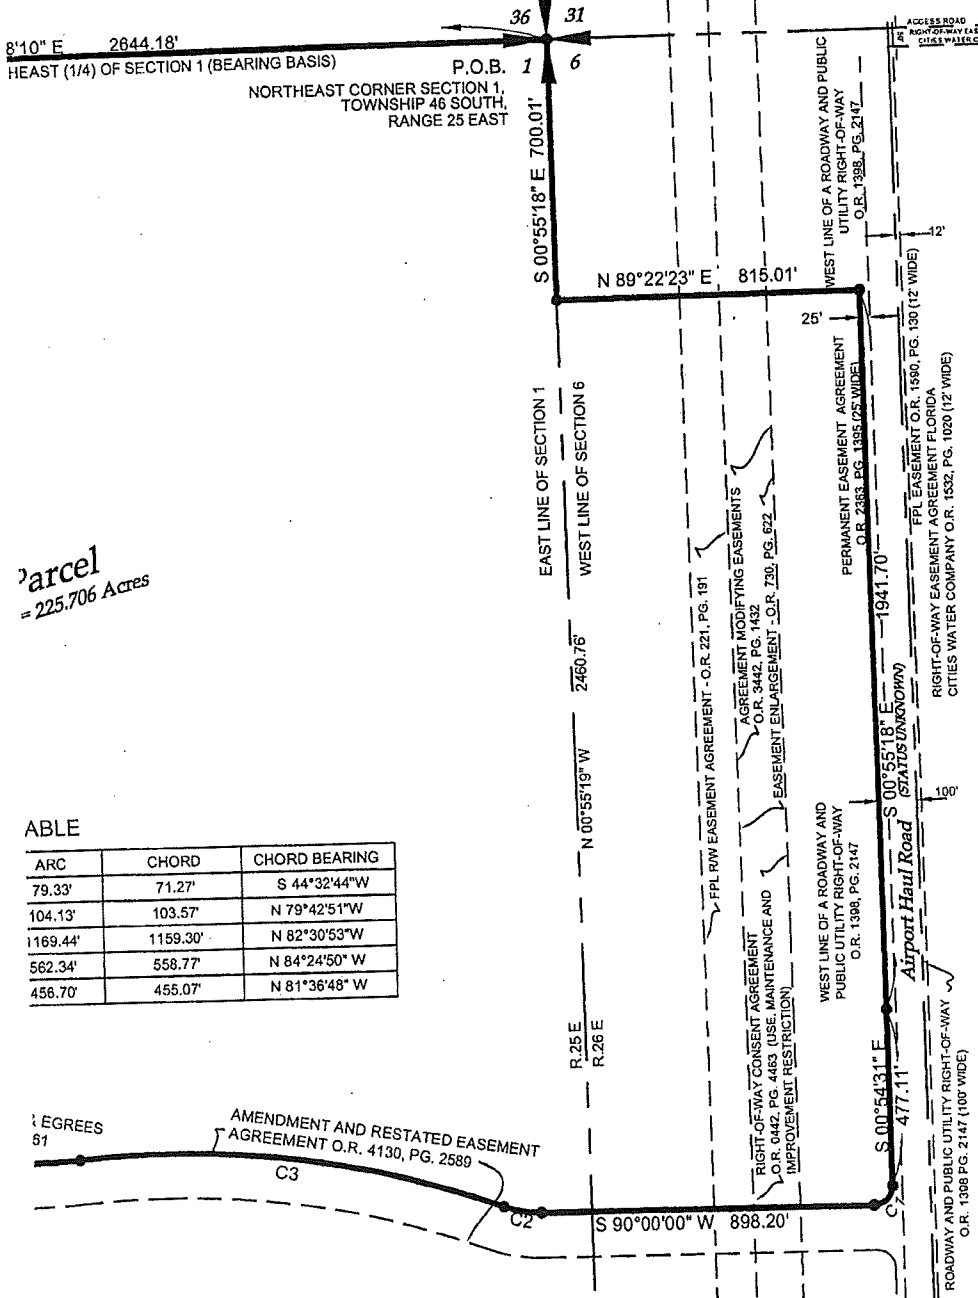 36 31
8'10" E 2644.18'
HEAST (1/4) OF SECTION 1 (BEARING BASIS)
P.O.B. 1 6
NORTHEAST CORNER SECTION 1,
TOWNSHIP 46 SOUTH,
RANGE 25 EAST
ACCESS ROAD
RIGHT-OF-WAY EAS
CITIES WATER C
S 00°55'18" E 700.01'
WEST LINE OF A ROADWAY AND PUBLIC
UTILITY RIGHT-OF-WAY
O.R. 1398, PG. 2147
12'
N 89°22'23" E 815.01'
25'
EAST LINE OF SECTION 1
WEST LINE OF SECTION 6
PERMANENT EASEMENT AGREEMENT
O.R. 2383, PG. 1395 (25' WIDE)
FPL EASEMENT O.R. 1590, PG. 130 (12' WIDE)
RIGHT-OF-WAY EASEMENT AGREEMENT FLORIDA
CITIES WATER COMPANY O.R. 1532, PG. 1020 (12' WIDE)
Parcel
= 225.706 Acres
2460.76'
N 00°55'19" W
FPL R/W EASEMENT AGREEMENT - O.R. 221, PG. 191
AGREEMENT MODIFYING EASEMENTS
O.R. 3442, PG. 1432
EASEMENT ENLARGEMENT - O.R. 730, PG. 622
1941.70'
S 00°55'18" E
(STATUS UNKNOWN)
Airport Haul Road
100'
WEST LINE OF A ROADWAY AND
PUBLIC UTILITY RIGHT-OF-WAY
O.R. 1398, PG. 2147
ABLE
ARC CHORD CHORD BEARING
79.33' 71.27' S 44°32'44"W
104.13' 103.57' N 79°42'51"W
1169.44' 1159.30' N 82°30'53"W
562.34' 558.77' N 84°24'50" W
456.70' 455.07' N 81°36'48" W
R.25 E
R.26 E
RIGHT-OF-WAY CONSENT AGREEMENT
O.R. 0442, PG. 4463 (USE, MAINTENANCE AND
IMPROVEMENT RESTRICTION)
S 00°54'31" E
477.11'
ROADWAY AND PUBLIC UTILITY RIGHT-OF-WAY
O.R. 1398 PG. 2147 (100' WIDE)
EGREES
61
AMENDMENT AND RESTATED EASEMENT
AGREEMENT O.R. 4130, PG. 2589
C3
C2
S 90°00'00" W 898.20'